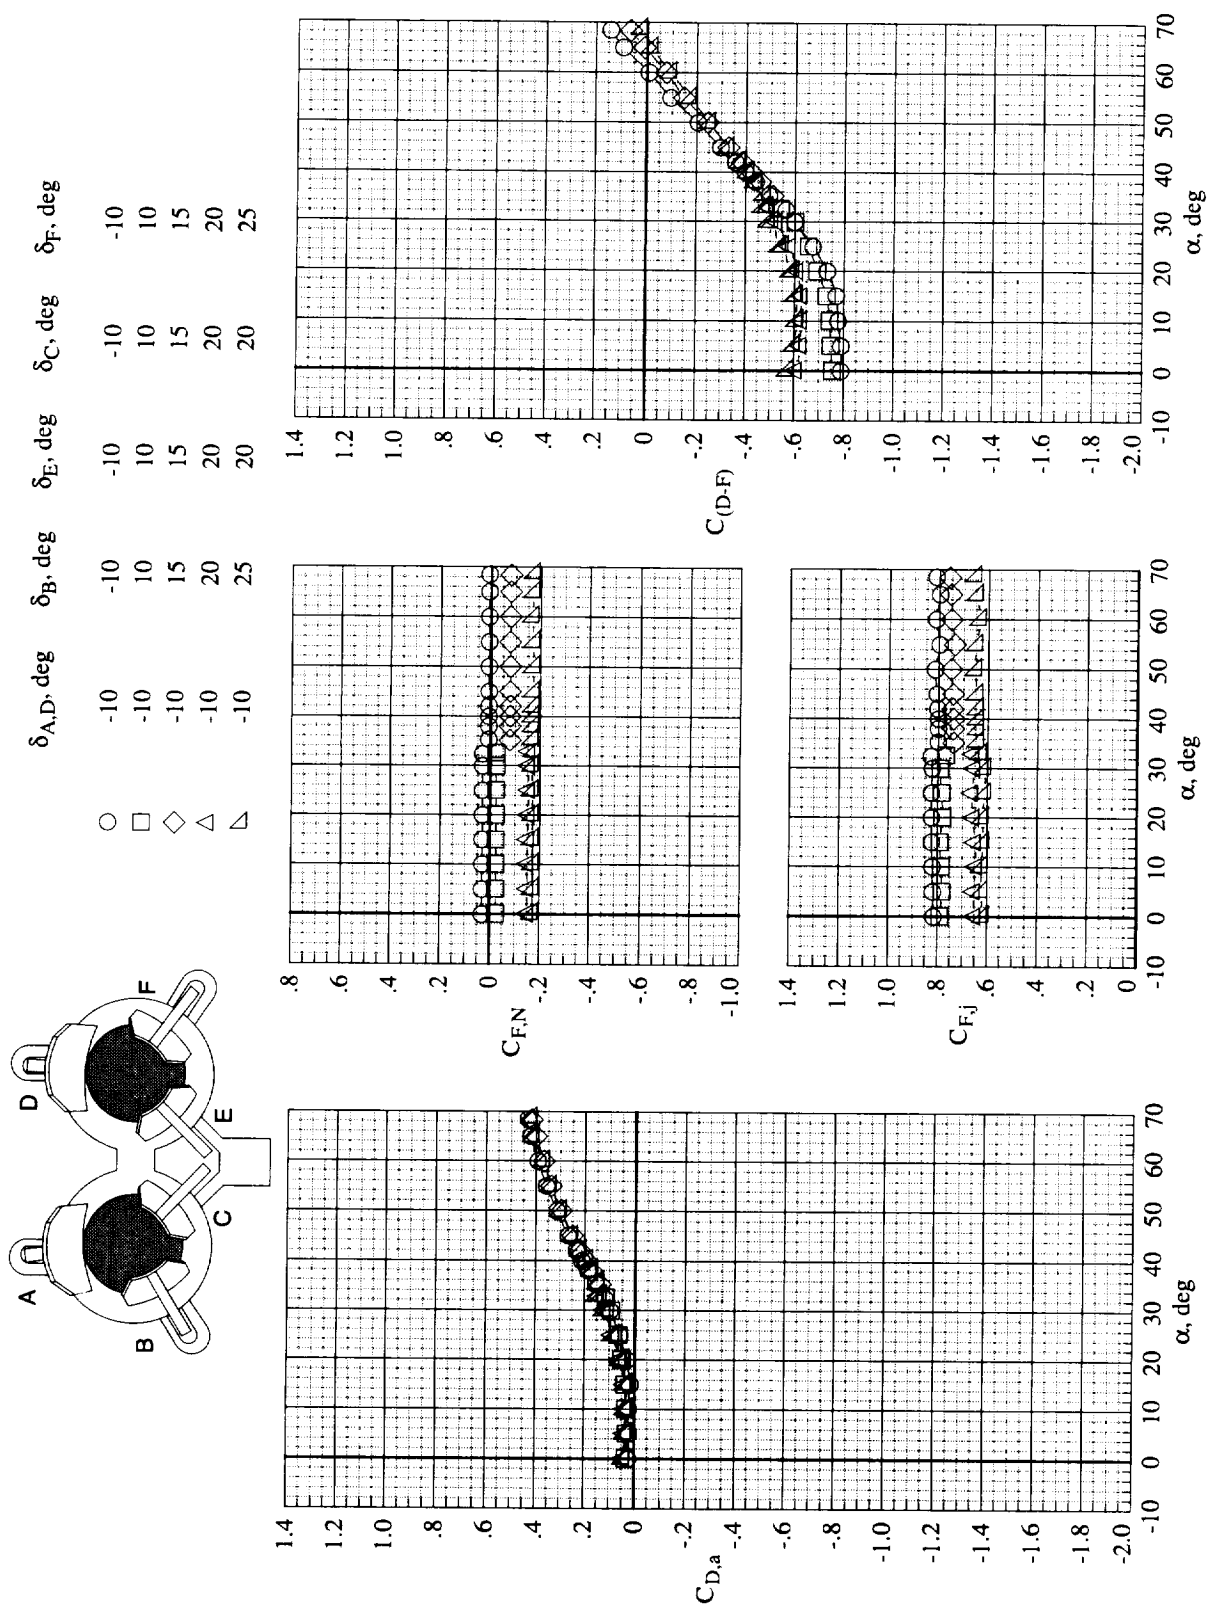 A
D
B
C
E
F
δA,D, deg δB, deg δE, deg δC, deg δF, deg
○ -10 -10 -10 -10 -10
□ -10 10 10 10 10
◇ -10 15 15 15 15
△ -10 20 20 20 20
◺ -10 25 20 20 25
1.4
1.2
1.0
.8
.6
.4
.2
0
-.2
-.4
-.6
-.8
-1.0
-1.2
-1.4
-1.6
-1.8
-2.0
CD,a
-10 0 10 20 30 40 50 60 70
α, deg
.8
.6
.4
.2
0
-.2
-.4
-.6
-.8
-1.0
CF,N
1.4
1.2
1.0
.8
.6
.4
.2
0
CF,j
-10 0 10 20 30 40 50 60 70
α, deg
1.4
1.2
1.0
.8
.6
.4
.2
0
-.2
-.4
-.6
-.8
-1.0
-1.2
-1.4
-1.6
-1.8
-2.0
C(D-F)
-10 0 10 20 30 40 50 60 70
α, deg